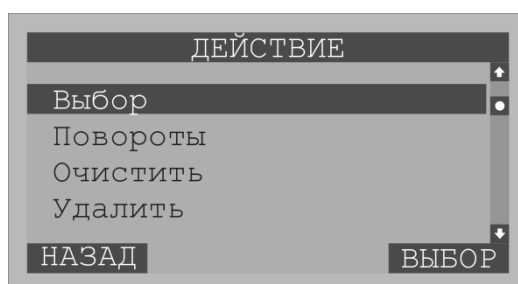 ДЕЙСТВИЕ
Выбор
Повороты
Очистить
Удалить
НАЗАД ВЫБОР